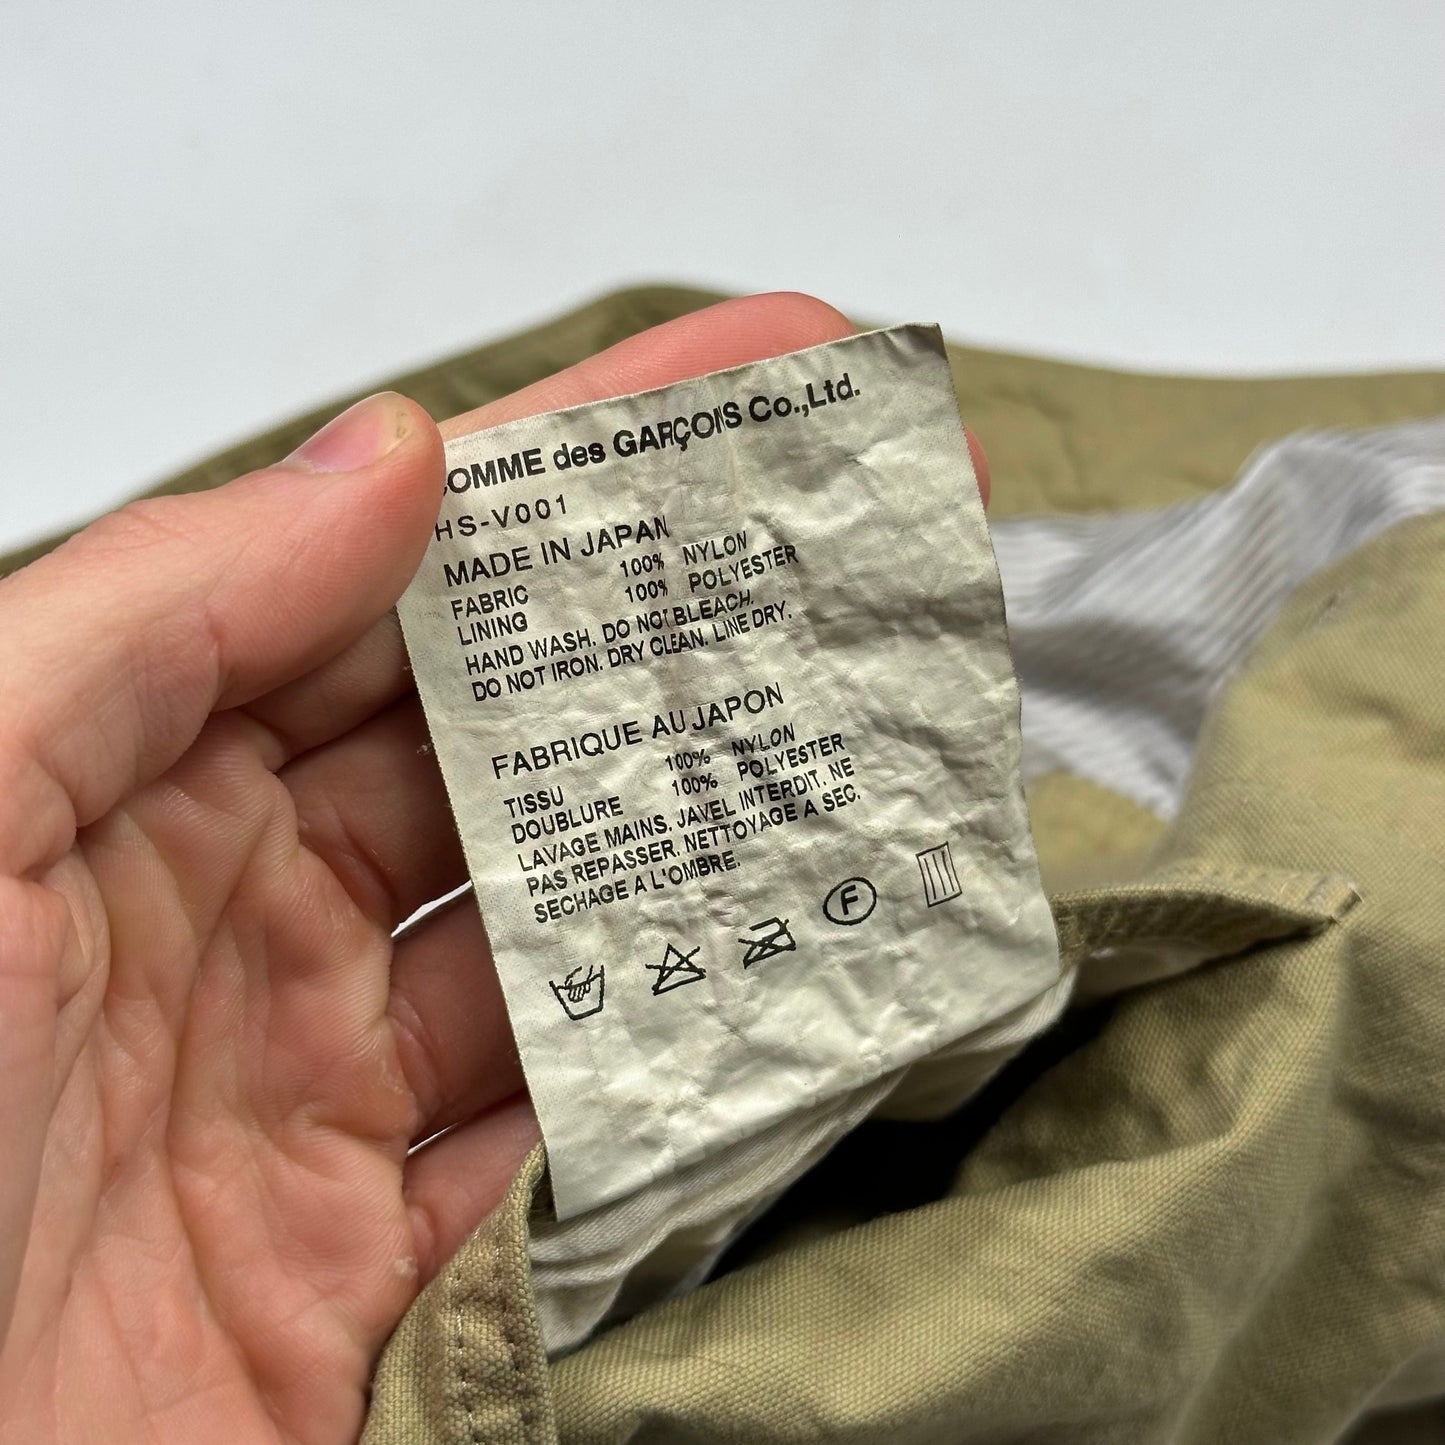 COMME des GARÇONS Co.,Ltd.
HS-V001
MADE IN JAPAN
FABRIC 100% NYLON
LINING 100% POLYESTER
HAND WASH. DO NOT BLEACH.
DO NOT IRON. DRY CLEAN. LINE DRY.
FABRIQUE AU JAPON
TISSU 100% NYLON
DOUBLURE 100% POLYESTER
LAVAGE MAINS. JAVEL INTERDIT. NE
PAS REPASSER. NETTOYAGE A SEC.
SECHAGE A L'OMBRE.
F